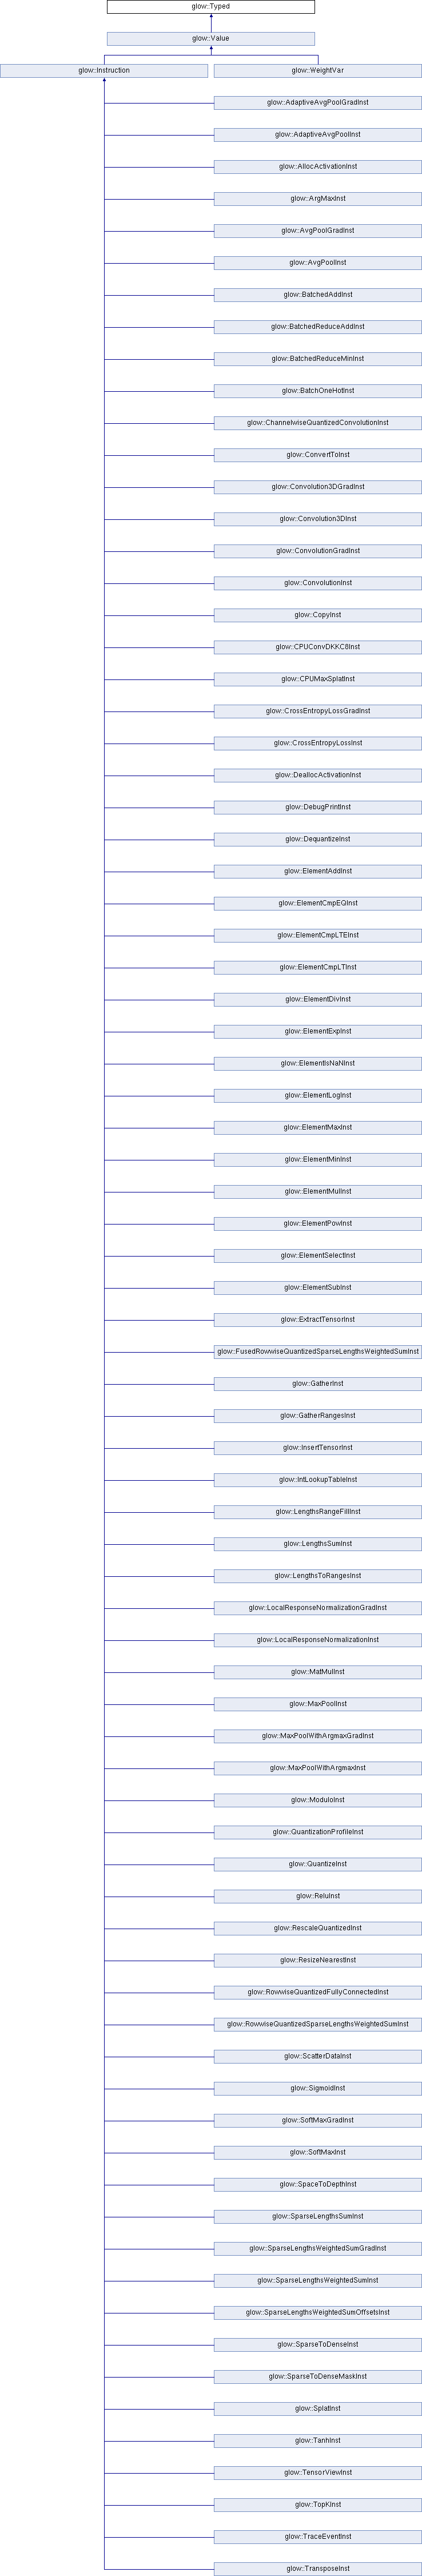 glow::Typed
glow::Value
glow::Instruction
glow::WeightVar
glow::AdaptiveAvgPoolGradInst
glow::AdaptiveAvgPoolInst
glow::AllocActivationInst
glow::ArgMaxInst
glow::AvgPoolGradInst
glow::AvgPoolInst
glow::BatchedAddInst
glow::BatchedReduceAddInst
glow::BatchedReduceMinInst
glow::BatchOneHotInst
glow::ChannelwiseQuantizedConvolutionInst
glow::ConvertToInst
glow::Convolution3DGradInst
glow::Convolution3DInst
glow::ConvolutionGradInst
glow::ConvolutionInst
glow::CopyInst
glow::CPUConvDKKC8Inst
glow::CPUMaxSplatInst
glow::CrossEntropyLossGradInst
glow::CrossEntropyLossInst
glow::DeallocActivationInst
glow::DebugPrintInst
glow::DequantizeInst
glow::ElementAddInst
glow::ElementCmpEQInst
glow::ElementCmpLTEInst
glow::ElementCmpLTInst
glow::ElementDivInst
glow::ElementExpInst
glow::ElementIsNaNInst
glow::ElementLogInst
glow::ElementMaxInst
glow::ElementMinInst
glow::ElementMulInst
glow::ElementPowInst
glow::ElementSelectInst
glow::ElementSubInst
glow::ExtractTensorInst
glow::FusedRowwiseQuantizedSparseLengthsWeightedSumInst
glow::GatherInst
glow::GatherRangesInst
glow::InsertTensorInst
glow::IntLookupTableInst
glow::LengthsRangeFillInst
glow::LengthsSumInst
glow::LengthsToRangesInst
glow::LocalResponseNormalizationGradInst
glow::LocalResponseNormalizationInst
glow::MatMulInst
glow::MaxPoolInst
glow::MaxPoolWithArgmaxGradInst
glow::MaxPoolWithArgmaxInst
glow::ModuloInst
glow::QuantizationProfileInst
glow::QuantizeInst
glow::ReluInst
glow::RescaleQuantizedInst
glow::ResizeNearestInst
glow::RowwiseQuantizedFullyConnectedInst
glow::RowwiseQuantizedSparseLengthsWeightedSumInst
glow::ScatterDataInst
glow::SigmoidInst
glow::SoftMaxGradInst
glow::SoftMaxInst
glow::SpaceToDepthInst
glow::SparseLengthsSumInst
glow::SparseLengthsWeightedSumGradInst
glow::SparseLengthsWeightedSumInst
glow::SparseLengthsWeightedSumOffsetsInst
glow::SparseToDenseInst
glow::SparseToDenseMaskInst
glow::SplatInst
glow::TanhInst
glow::TensorViewInst
glow::TopKInst
glow::TraceEventInst
glow::TransposeInst